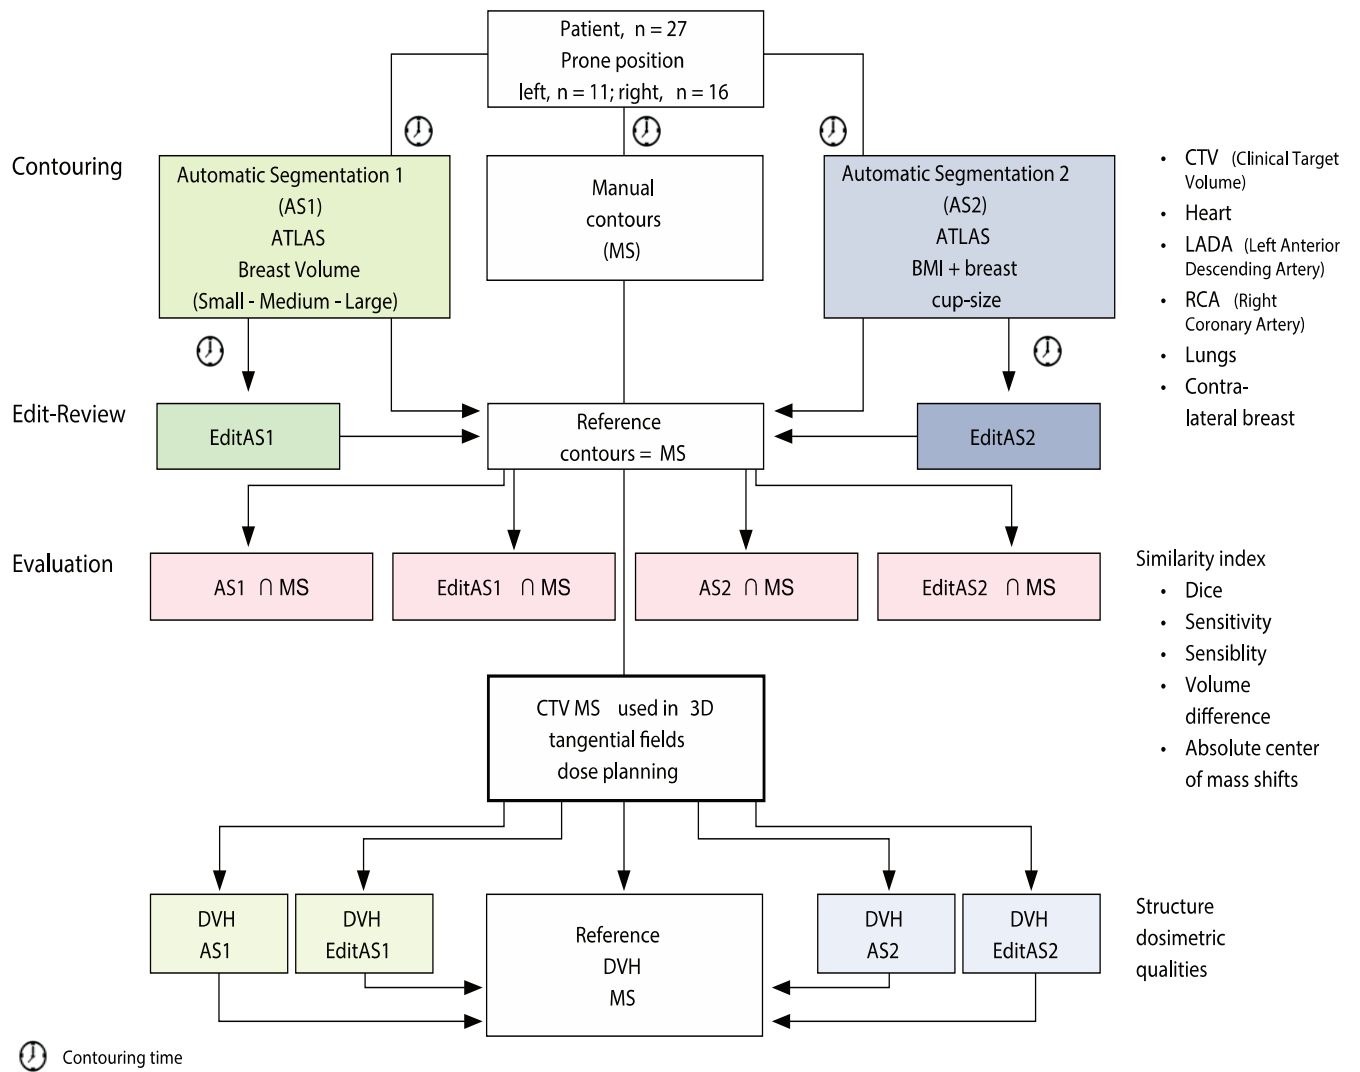 Patient, n = 27
Prone position
left, n = 11; right, n = 16
Contouring
Automatic Segmentation 1
(AS1)
ATLAS
Breast Volume
(Small - Medium - Large)
Manual
contours
(MS)
Automatic Segmentation 2
(AS2)
ATLAS
BMI + breast
cup-size
• CTV (Clinical Target
Volume)
• Heart
• LADA (Left Anterior
Descending Artery)
• RCA (Right
Coronary Artery)
• Lungs
• Contra-
lateral breast
Edit-Review
EditAS1
Reference
contours = MS
EditAS2
Evaluation
AS1 ∩ MS
EditAS1 ∩ MS
AS2 ∩ MS
EditAS2 ∩ MS
Similarity index
• Dice
• Sensitivity
• Sensiblity
• Volume
difference
• Absolute center
of mass shifts
CTV MS used in 3D
tangential fields
dose planning
DVH
AS1
DVH
EditAS1
Reference
DVH
MS
DVH
AS2
DVH
EditAS2
Structure
dosimetric
qualities
Contouring time